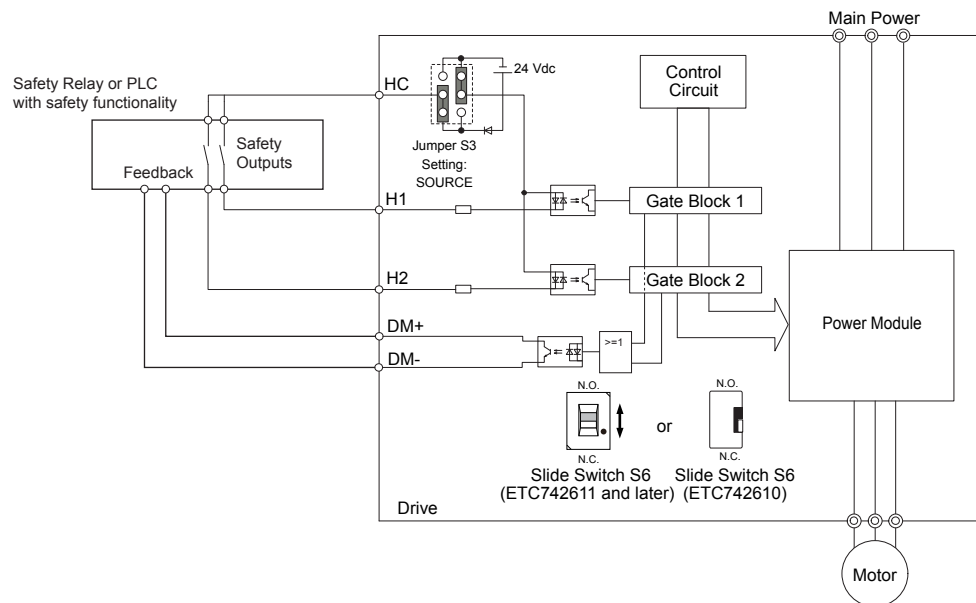 Main Power
Safety Relay or PLC
with safety functionality
HC
24 Vdc
Control
Circuit
Jumper S3
Setting:
SOURCE
Safety
Outputs
Feedback
H1
Gate Block 1
H2
Gate Block 2
DM+
DM-
>=1
Power Module
N.O.
N.C.
or
N.O.
N.C.
Slide Switch S6
(ETC742611 and later)
Slide Switch S6
(ETC742610)
Drive
Motor